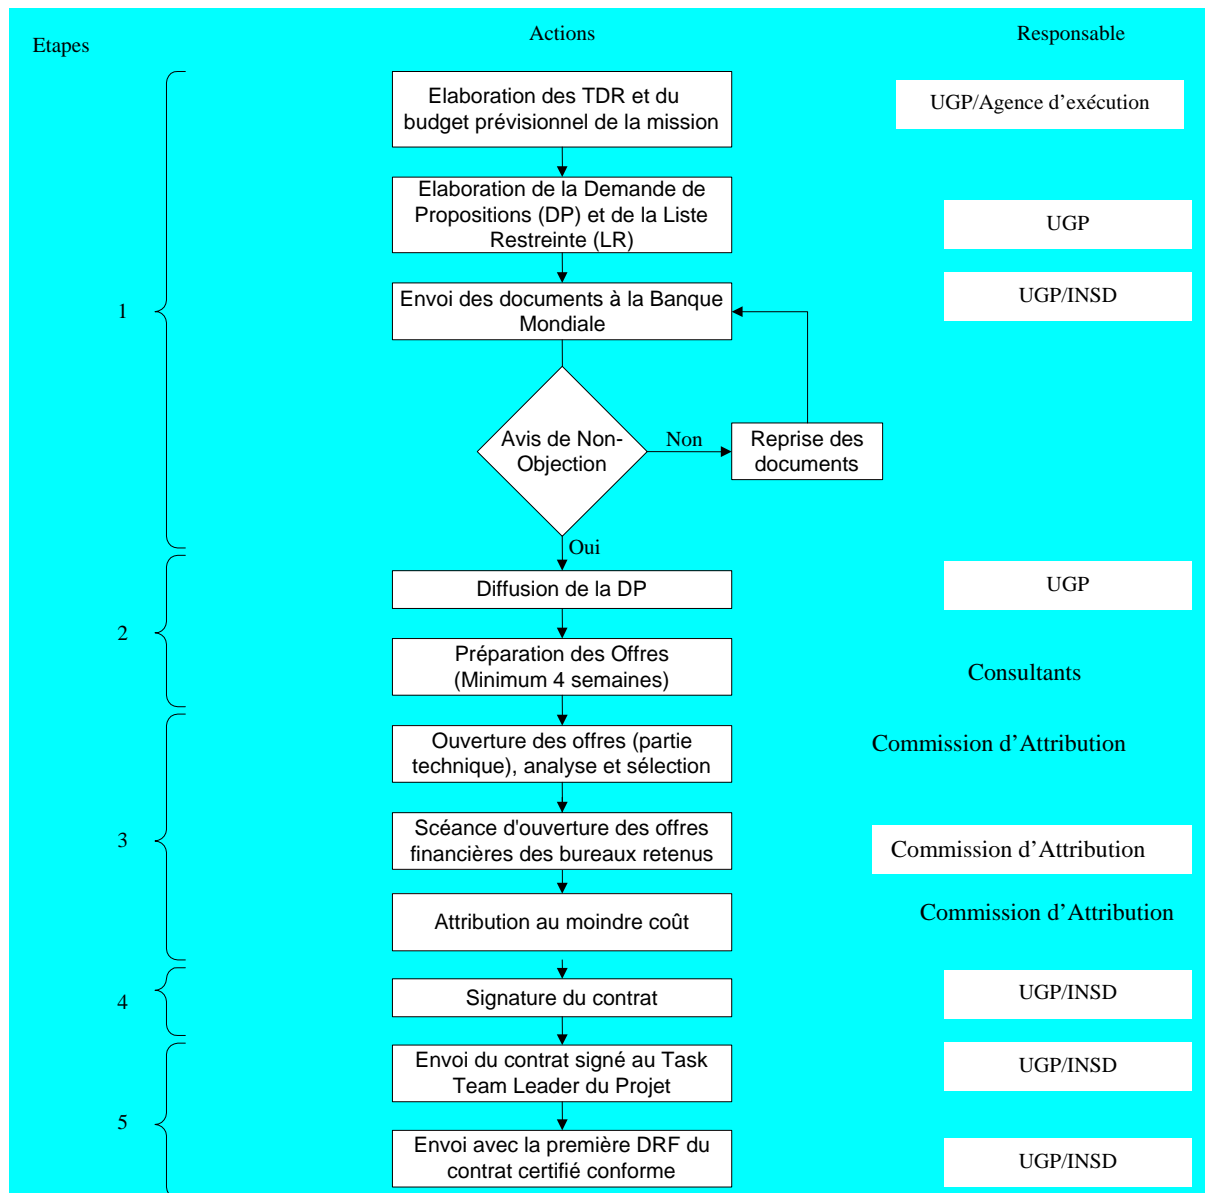 Etapes
Actions
Responsable
Elaboration des TDR et du
budget prévisionnel de la mission
UGP/Agence d’exécution
Elaboration de la Demande de
Propositions (DP) et de la Liste
Restreinte (LR)
UGP
1
Envoi des documents à la Banque
Mondiale
UGP/INSD
Avis de Non-
Objection
Non
Reprise des
documents
Oui
2
Diffusion de la DP
UGP
Préparation des Offres
(Minimum 4 semaines)
Consultants
3
Ouverture des offres (partie
technique), analyse et sélection
Commission d’Attribution
Scéance d'ouverture des offres
financières des bureaux retenus
Commission d’Attribution
Attribution au moindre coût
Commission d’Attribution
4
Signature du contrat
UGP/INSD
5
Envoi du contrat signé au Task
Team Leader du Projet
UGP/INSD
Envoi avec la première DRF du
contrat certifié conforme
UGP/INSD